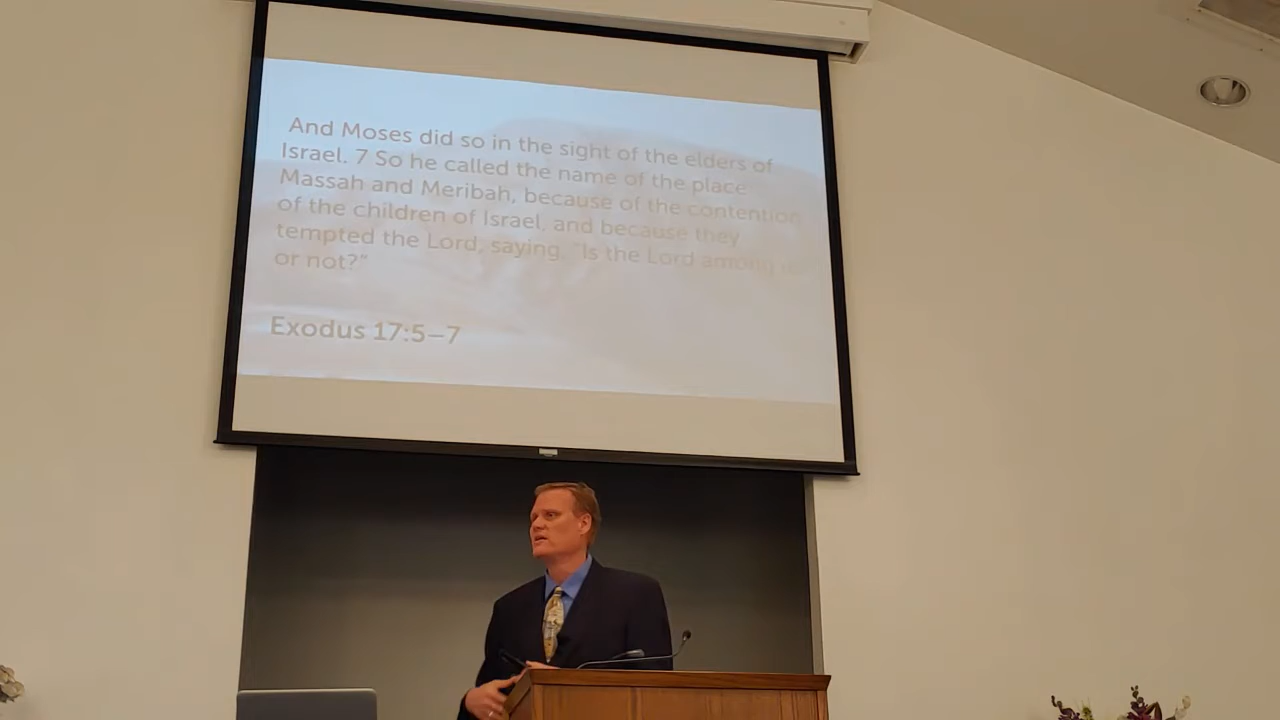 And Moses did so in the sight of the elders of
Israel. 7 So he called the name of the place
Massah and Meribah, because of the contention
of the children of Israel, and because they
tempted the Lord, saying, "Is the Lord among
or not?"
Exodus 17:5–7